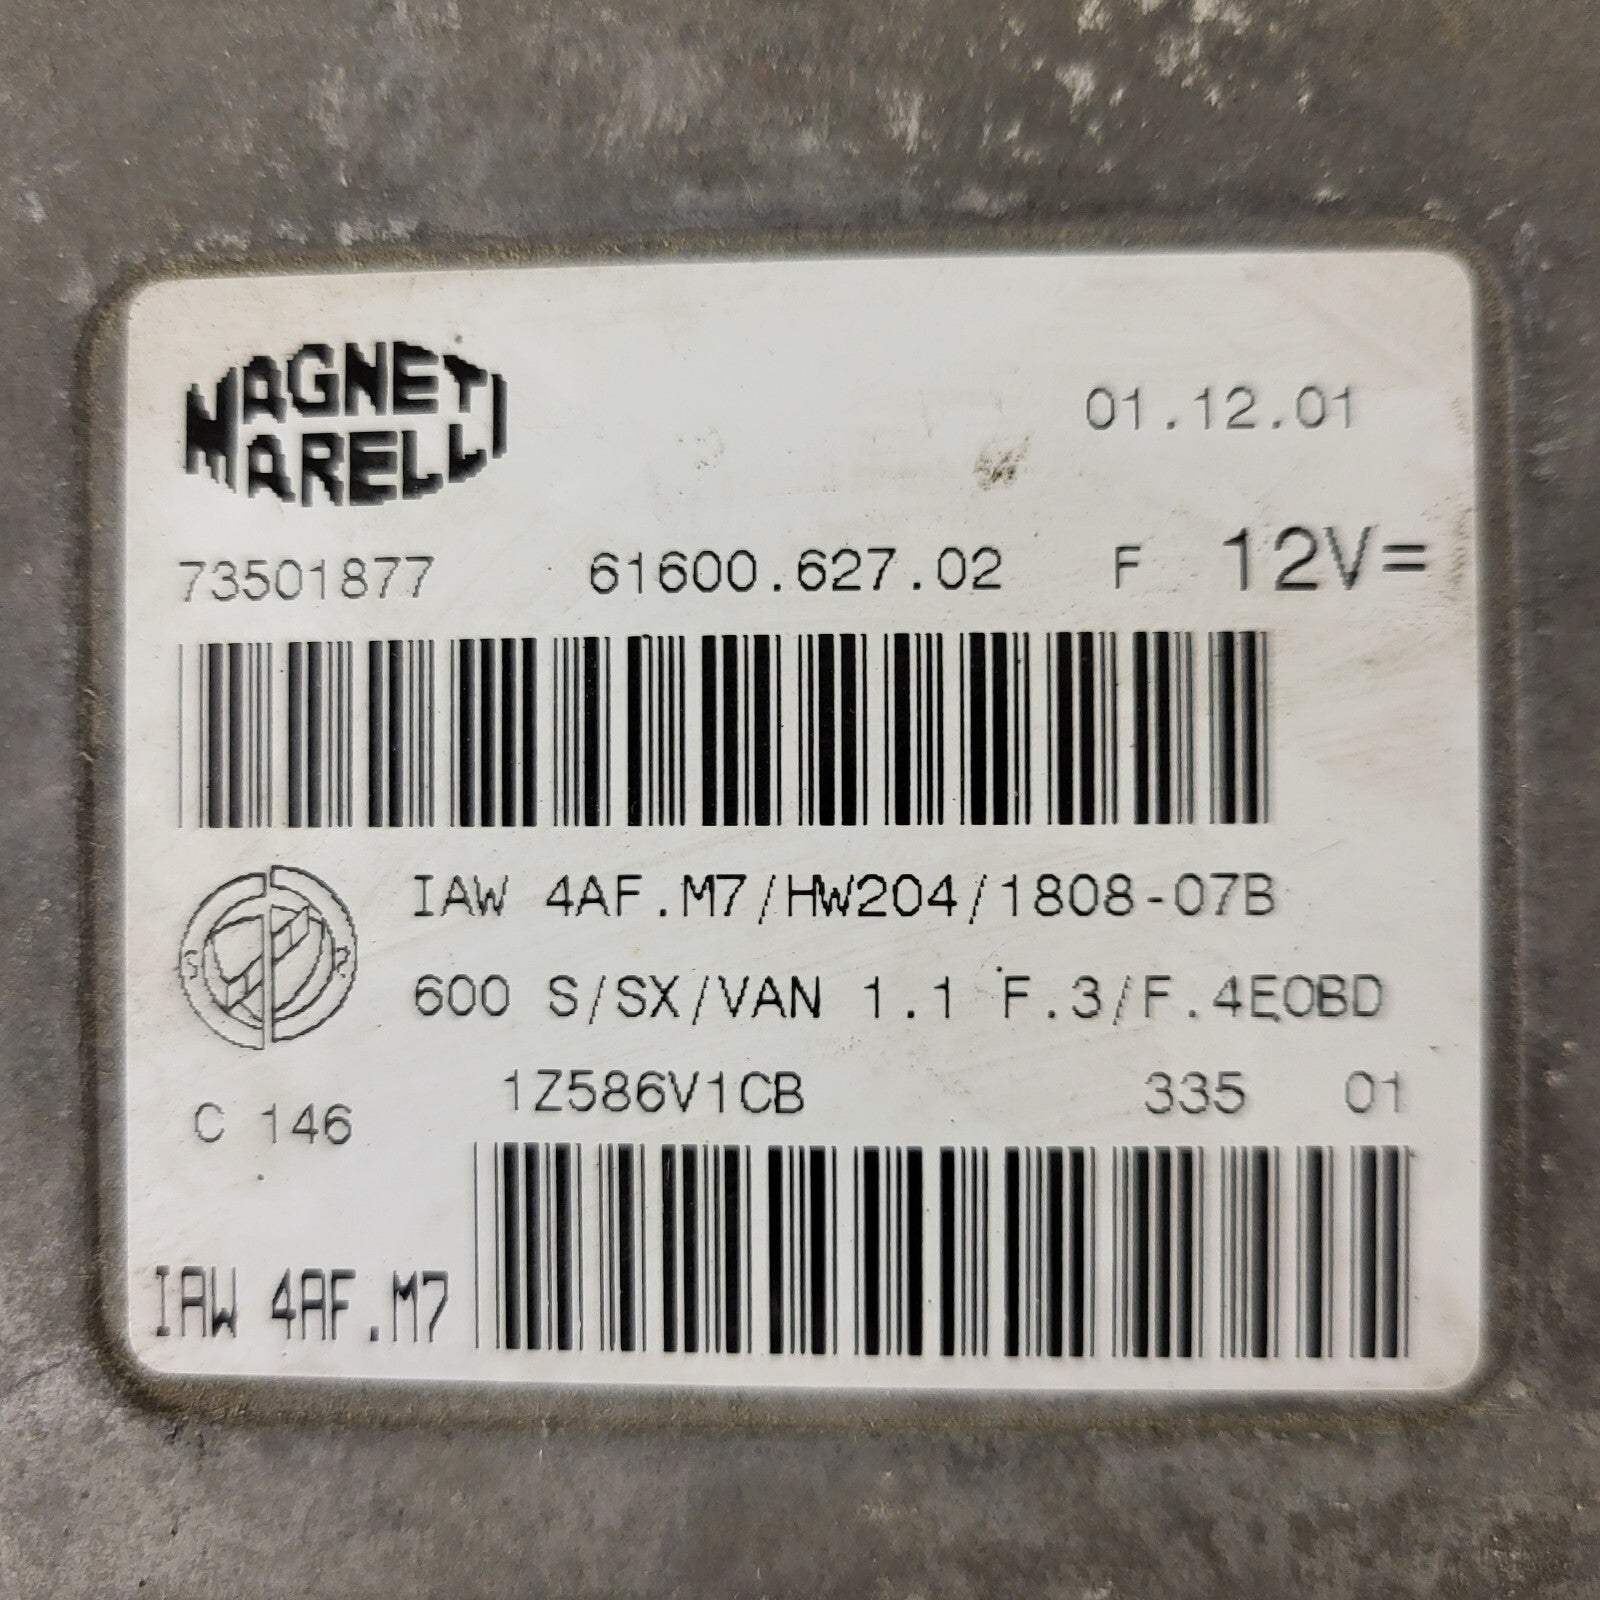 MAGNETI MARELLI
01.12.01
73501877 61600.627.02 F 12V=
IAW 4AF.M7/HW204/1808-07B
600 S/SX/VAN 1.1 F.3/F.4EOBD
C 146 1Z586V1CB 335 01
IAW 4AF.M7